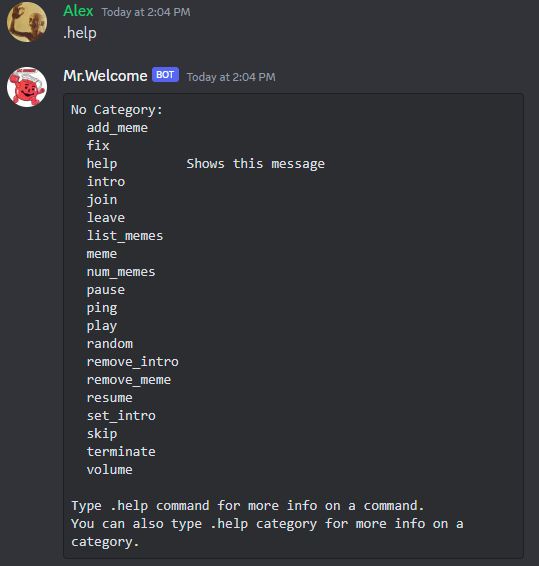 Alex Today at 2:04 PM
.help
Mr.Welcome BOT Today at 2:04 PM
No Category:
add_meme
fix
help Shows this message
intro
join
leave
list_memes
meme
num_memes
pause
ping
play
random
remove_intro
remove_meme
resume
set_intro
skip
terminate
volume
Type .help command for more info on a command.
You can also type .help category for more info on a
category.